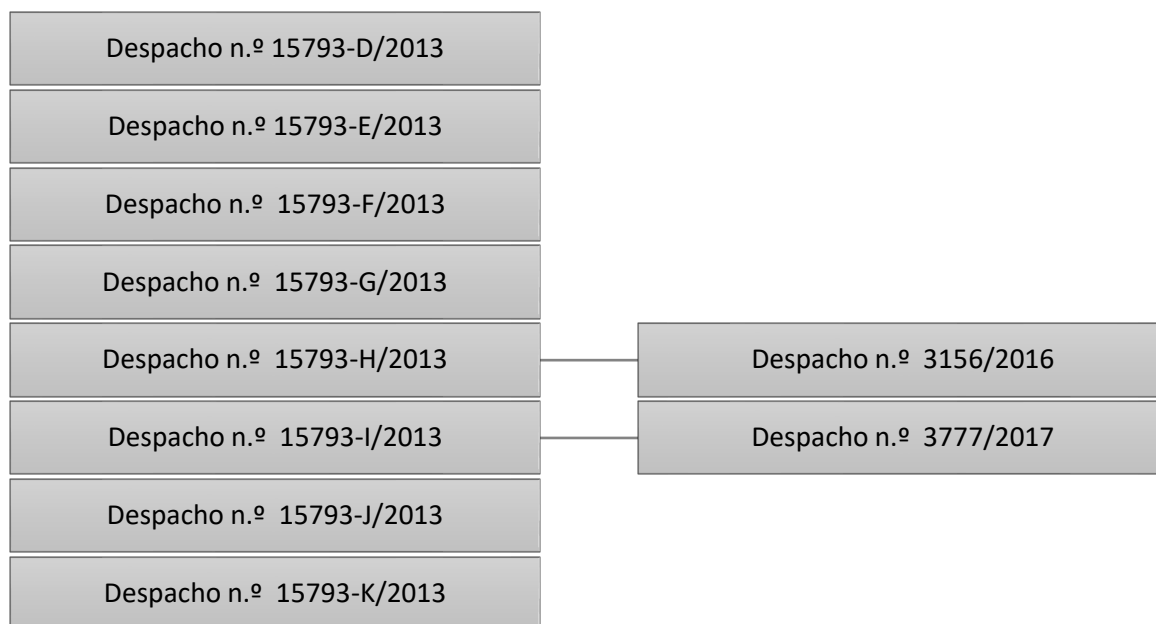 Despacho n.º 15793-D/2013
Despacho n.º 15793-E/2013
Despacho n.º 15793-F/2013
Despacho n.º 15793-G/2013
Despacho n.º 15793-H/2013
Despacho n.º 3156/2016
Despacho n.º 15793-I/2013
Despacho n.º 3777/2017
Despacho n.º 15793-J/2013
Despacho n.º 15793-K/2013